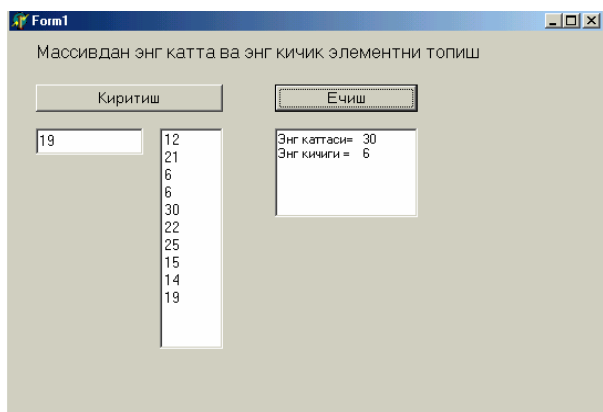 Form1
Массивдан энг катта ва энг кичик элементни топиш
Киритиш
Ечиш
19
12
21
6
6
30
22
25
15
14
19
Энг каттаси= 30
Энг кичиги = 6